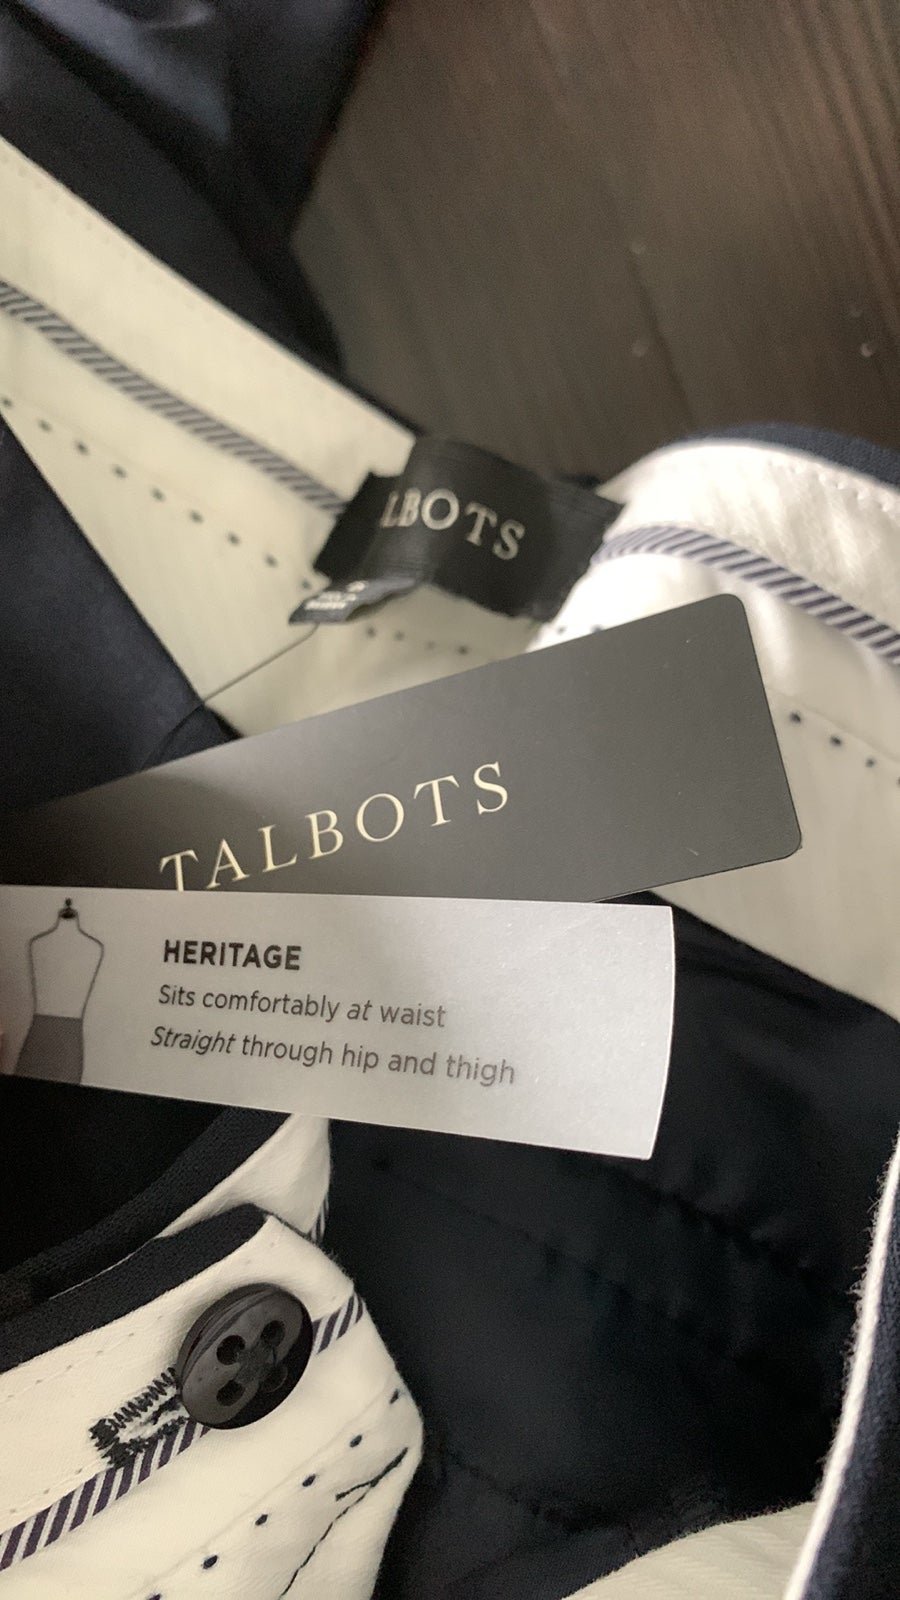 LBOTS
TALBOTS
HERITAGE
Sits comfortably at waist
Straight through hip and thigh